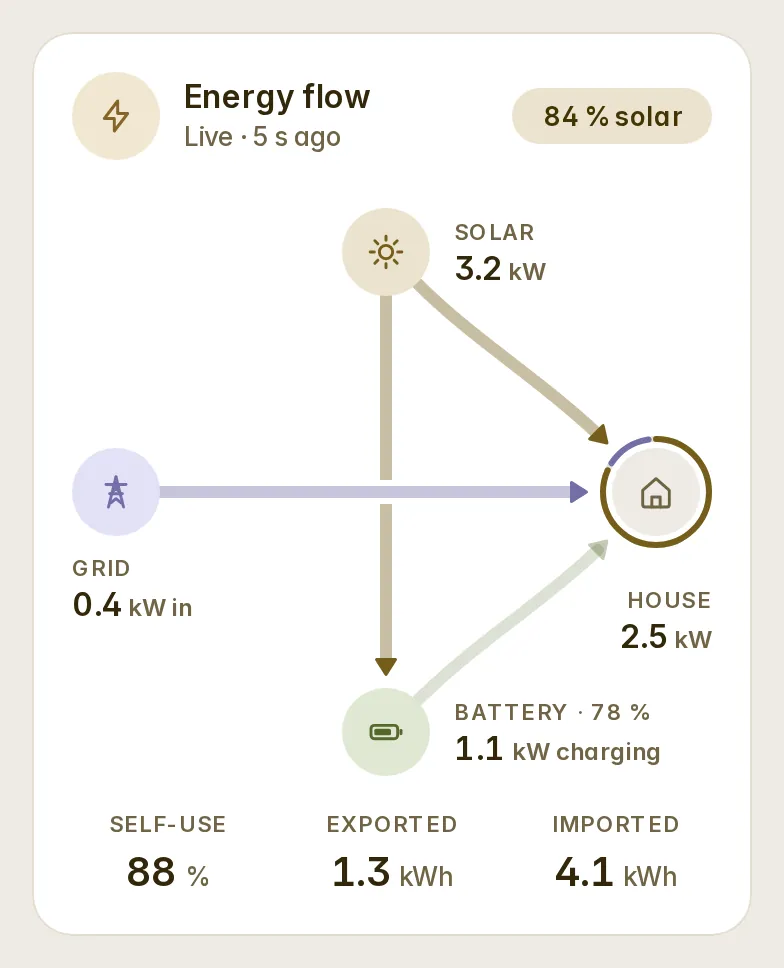 Energy flow
Live · 5 s ago
84 % solar
SOLAR
3.2 kW
GRID
0.4 kW in
HOUSE
2.5 kW
BATTERY · 78 %
1.1 kW charging
SELF-USE
88 %
EXPORTED
1.3 kWh
IMPORTED
4.1 kWh